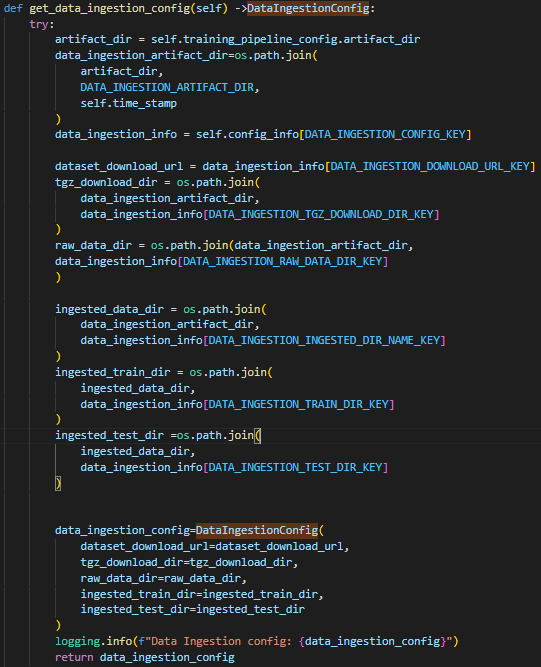 def get_data_ingestion_config(self) ->DataIngestionConfig:
    try:
        artifact_dir = self.training_pipeline_config.artifact_dir
        data_ingestion_artifact_dir=os.path.join(
            artifact_dir,
            DATA_INGESTION_ARTIFACT_DIR,
            self.time_stamp
        )
        data_ingestion_info = self.config_info[DATA_INGESTION_CONFIG_KEY]

        dataset_download_url = data_ingestion_info[DATA_INGESTION_DOWNLOAD_URL_KEY]
        tgz_download_dir = os.path.join(
            data_ingestion_artifact_dir,
            data_ingestion_info[DATA_INGESTION_TGZ_DOWNLOAD_DIR_KEY]
        )
        raw_data_dir = os.path.join(data_ingestion_artifact_dir,
        data_ingestion_info[DATA_INGESTION_RAW_DATA_DIR_KEY]
        )

        ingested_data_dir = os.path.join(
            data_ingestion_artifact_dir,
            data_ingestion_info[DATA_INGESTION_INGESTED_DIR_NAME_KEY]
        )
        ingested_train_dir = os.path.join(
            ingested_data_dir,
            data_ingestion_info[DATA_INGESTION_TRAIN_DIR_KEY]
        )
        ingested_test_dir =os.path.join(
            ingested_data_dir,
            data_ingestion_info[DATA_INGESTION_TEST_DIR_KEY]
        )


        data_ingestion_config=DataIngestionConfig(
            dataset_download_url=dataset_download_url,
            tgz_download_dir=tgz_download_dir,
            raw_data_dir=raw_data_dir,
            ingested_train_dir=ingested_train_dir,
            ingested_test_dir=ingested_test_dir
        )
        logging.info(f"Data Ingestion config: {data_ingestion_config}")
        return data_ingestion_config